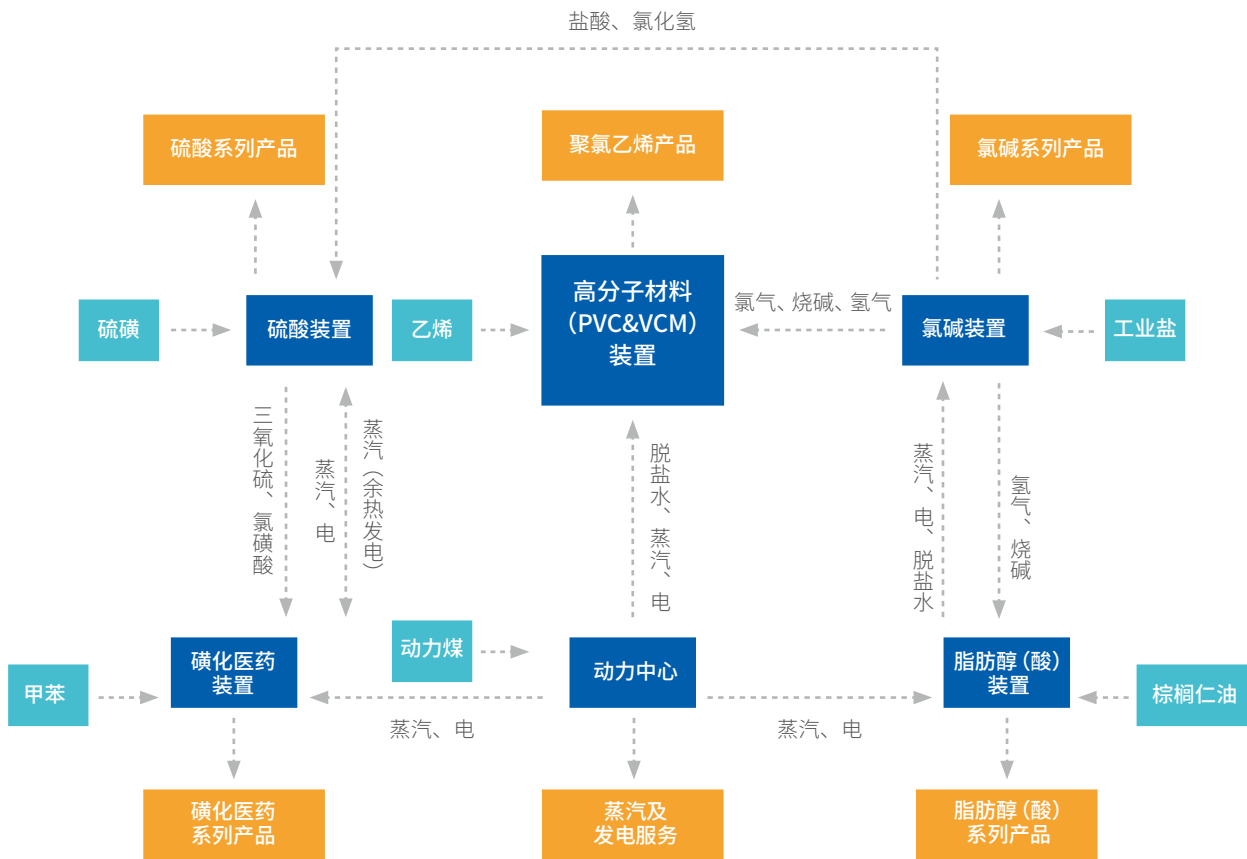 盐酸、氯化氢
硫酸系列产品
聚氯乙烯产品
氯碱系列产品
硫磺
硫酸装置
乙烯
高分子材料
（PVC&VCM）
装置
氯气、烧碱、氢气
氯碱装置
工业盐
三氧化硫、氯磺酸
蒸汽、电
蒸汽（余热发电）
脱盐水、蒸汽、电
蒸汽、电、脱盐水
氢气、烧碱
甲苯
磺化医药
装置
动力煤
动力中心
脂肪醇（酸）
装置
棕榈仁油
蒸汽、电
蒸汽、电
磺化医药
系列产品
蒸汽及
发电服务
脂肪醇（酸）
系列产品